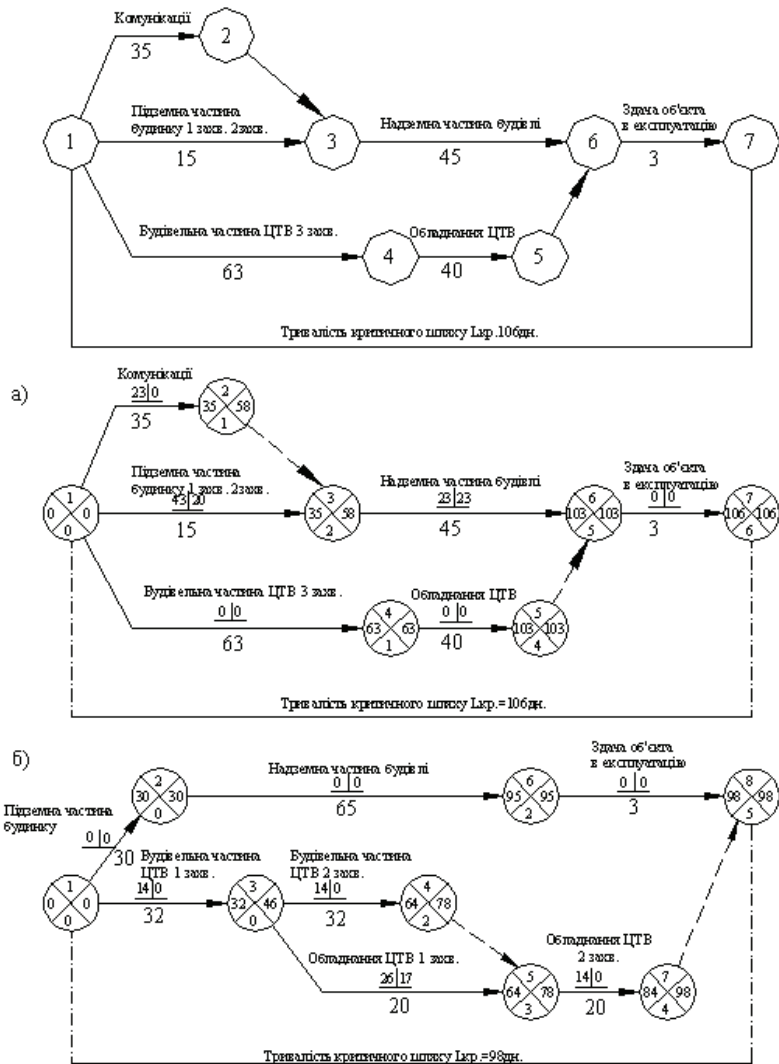 Комунікації
35
2
Підземна частина
будинку 1 захв. 2захв.
Надземна частина будівлі
Здача об'єкта
в експлуатацію
1
3
6
7
15
45
3
Будівельна частина ЦТВ 3 захв.
Обладнання ЦТВ
4
5
63
40
Тривалість критичного шляху Lкр.106дн.
а)
Комунікації
23|0
35
2
35 58
1
Підземна частина
будинку 1 захв. 2захв.
43|20
15
Надземна частина будівлі
23|23
45
Здача об'єкта
в експлуатацію
0|0
3
1
0 0
0
3
35 58
2
6
103 103
5
7
106 106
6
Будівельна частина ЦТВ 3 захв.
0|0
63
Обладнання ЦТВ
0|0
40
4
63 63
1
5
103 103
4
Тривалість критичного шляху Lкр.=106дн.
б)
Підземна частина
будинку
0|0
30
2
30 30
0
Надземна частина будівлі
0|0
65
6
95 95
2
Здача об'єкта
в експлуатацію
0|0
3
8
98 98
5
1
0 0
0
Будівельна частина
ЦТВ 1 захв.
14|0
32
3
32 46
0
Будівельна частина
ЦТВ 2 захв.
14|0
32
4
64 78
2
Обладнання ЦТВ 1 захв.
26|17
20
5
64 78
3
Обладнання ЦТВ
2 захв.
14|0
20
7
84 98
4
Тривалість критичного шляху Lкр.=98дн.